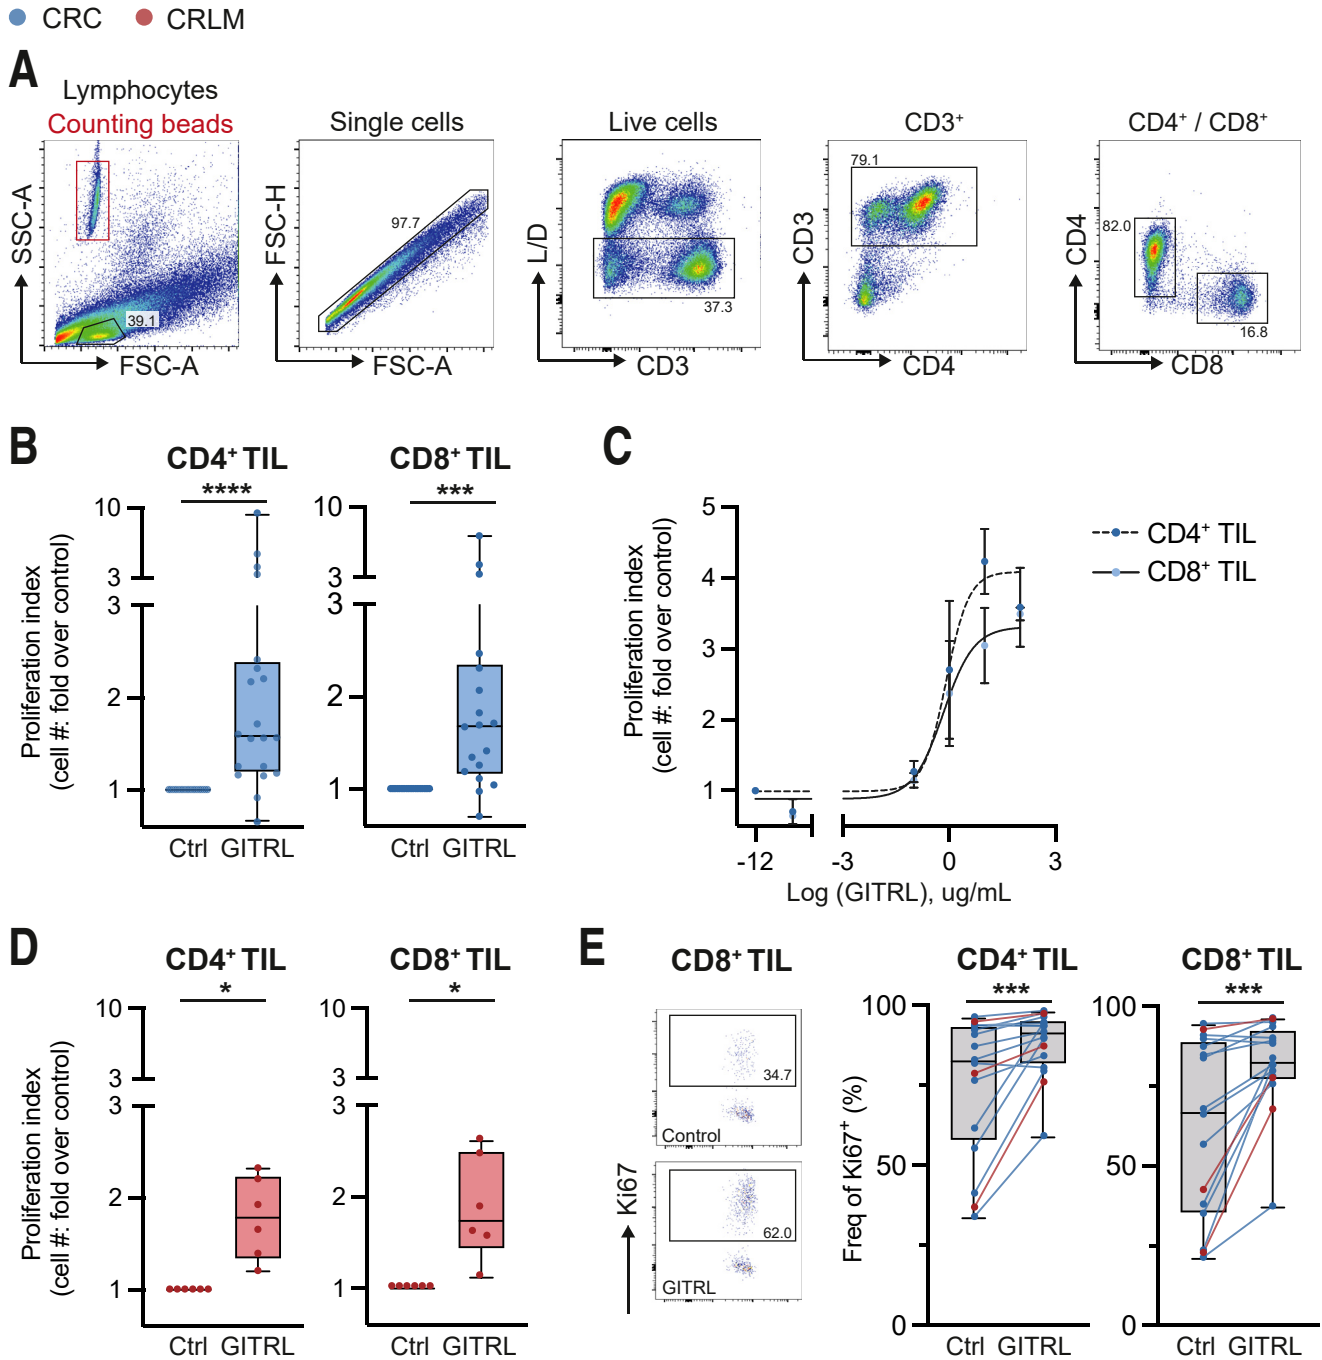 CRC CRLM
A
Lymphocytes
Counting beads
Single cells
Live cells
CD3⁺
CD4⁺ / CD8⁺
SSC-A
39.1
FSC-A
FSC-H
97.7
FSC-A
L/D
37.3
CD3
CD3
79.1
CD4
CD4
82.0
16.8
CD8
B
CD4⁺ TIL
****
Proliferation index
(cell #: fold over control)
10
3
3
2
1
Ctrl GITRL
CD8⁺ TIL
***
10
3
3
2
1
Ctrl GITRL
C
Proliferation index
(cell #: fold over control)
5
4
3
2
1
-12 -3 0 3
Log (GITRL), ug/mL
CD4⁺ TIL
CD8⁺ TIL
D
CD4⁺ TIL
*
Proliferation index
(cell #: fold over control)
10
3
3
2
1
Ctrl GITRL
CD8⁺ TIL
*
10
3
3
2
1
Ctrl GITRL
E
CD8⁺ TIL
34.7
Control
62.0
GITRL
Ki67
CD4⁺ TIL
***
Freq of Ki67⁺ (%)
100
50
0
Ctrl GITRL
CD8⁺ TIL
***
100
50
0
Ctrl GITRL